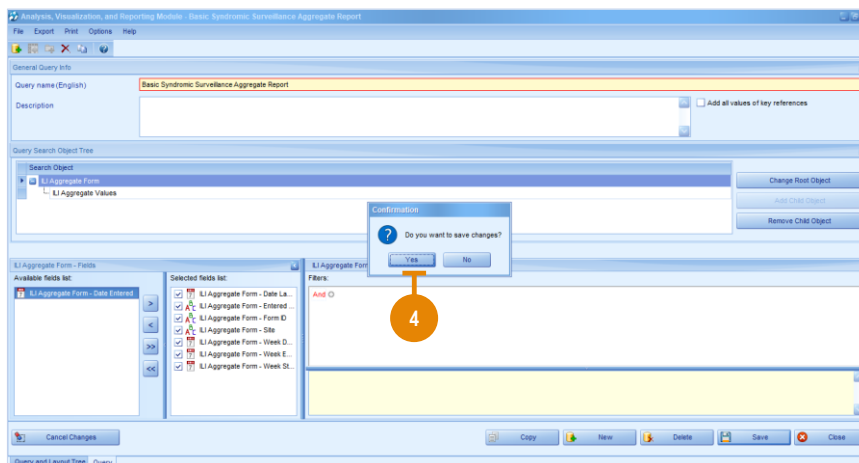 Analysis, Visualization, and Reporting Module - Basic Syndromic Surveillance Aggregate Report
File Export Print Options Help
General Query Info
Query name (English) Basic Syndromic Surveillance Aggregate Report
Description Add all values of key references
Query Search Object Tree
Search Object
ILI Aggregate Form Change Root Object
ILI Aggregate Values
Add Child Object
Confirmation
Remove Child Object
Do you want to save changes?
Yes No
ILI Aggregate Form - Fields ILI Aggregate Form
Available fields list: Selected fields list: Filters:
ILI Aggregate Form - Date Entered ILI Aggregate Form - Date La...
And
> ILI Aggregate Form - Entered ...
ILI Aggregate Form - Form ID
< ILI Aggregate Form - Site
4
>> ILI Aggregate Form - Week D...
ILI Aggregate Form - Week E...
<< ILI Aggregate Form - Week St...
Cancel Changes Copy New Delete Save Close
Query and Layout Tree Query